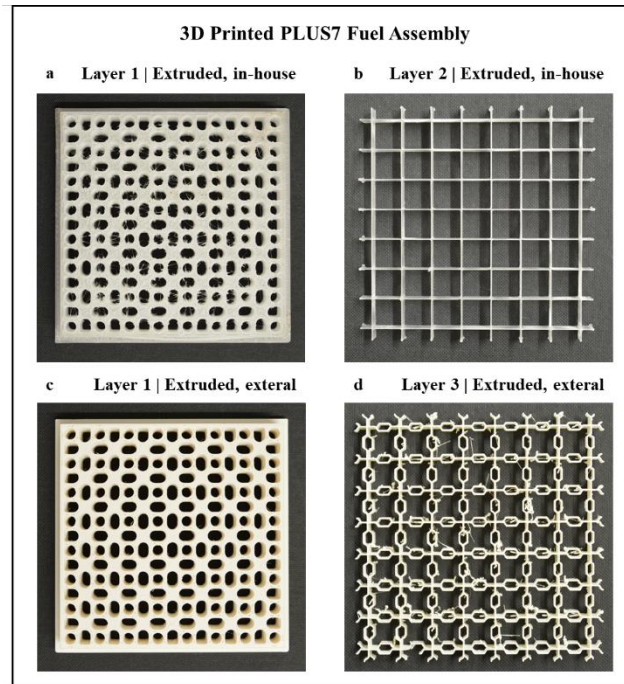 3D Printed PLUS7 Fuel Assembly
a Layer 1 | Extruded, in-house
b Layer 2 | Extruded, in-house
c Layer 1 | Extruded, exteral
d Layer 3 | Extruded, exteral